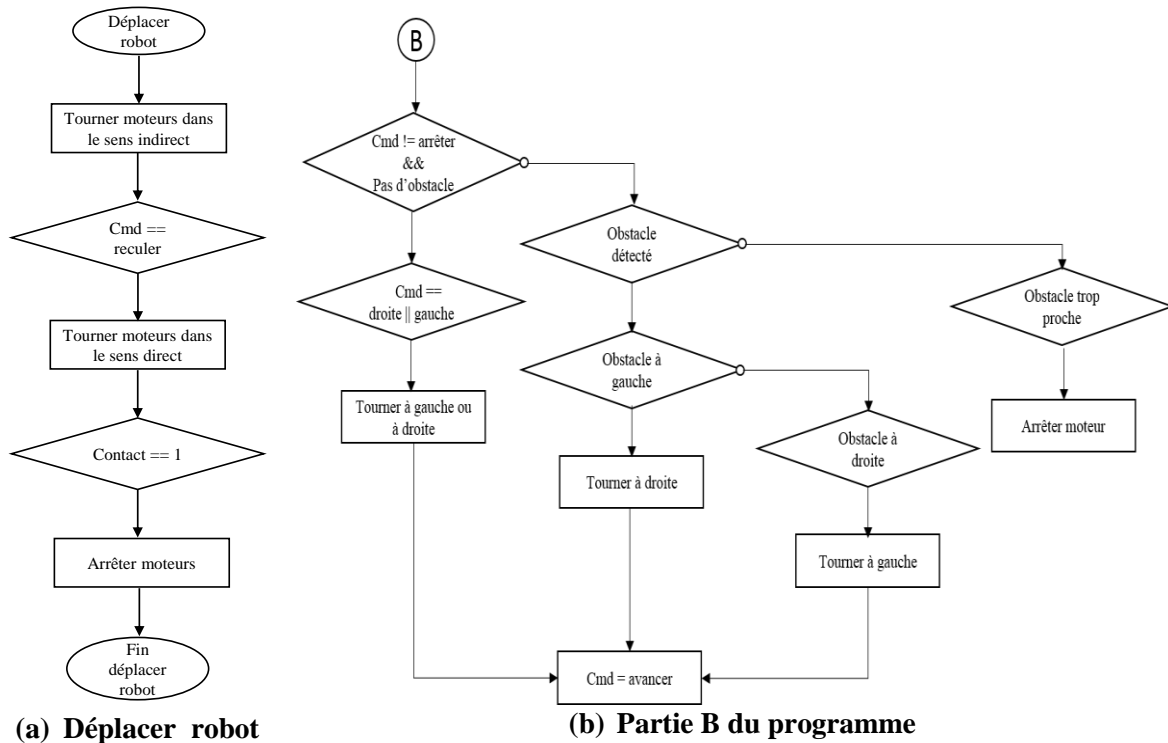 Déplacer
robot
Tourner moteurs dans
le sens indirect
Cmd ==
reculer
Tourner moteurs dans
le sens direct
Contact == 1
Arrêter moteurs
Fin
déplacer
robot
(a) Déplacer robot
B
Cmd != arrêter
&&
Pas d'obstacle
Obstacle
détecté
Cmd ==
droite || gauche
Obstacle trop
proche
Obstacle à
gauche
Tourner à gauche ou
à droite
Arrêter moteur
Obstacle à
droite
Tourner à droite
Tourner à gauche
Cmd = avancer
(b) Partie B du programme